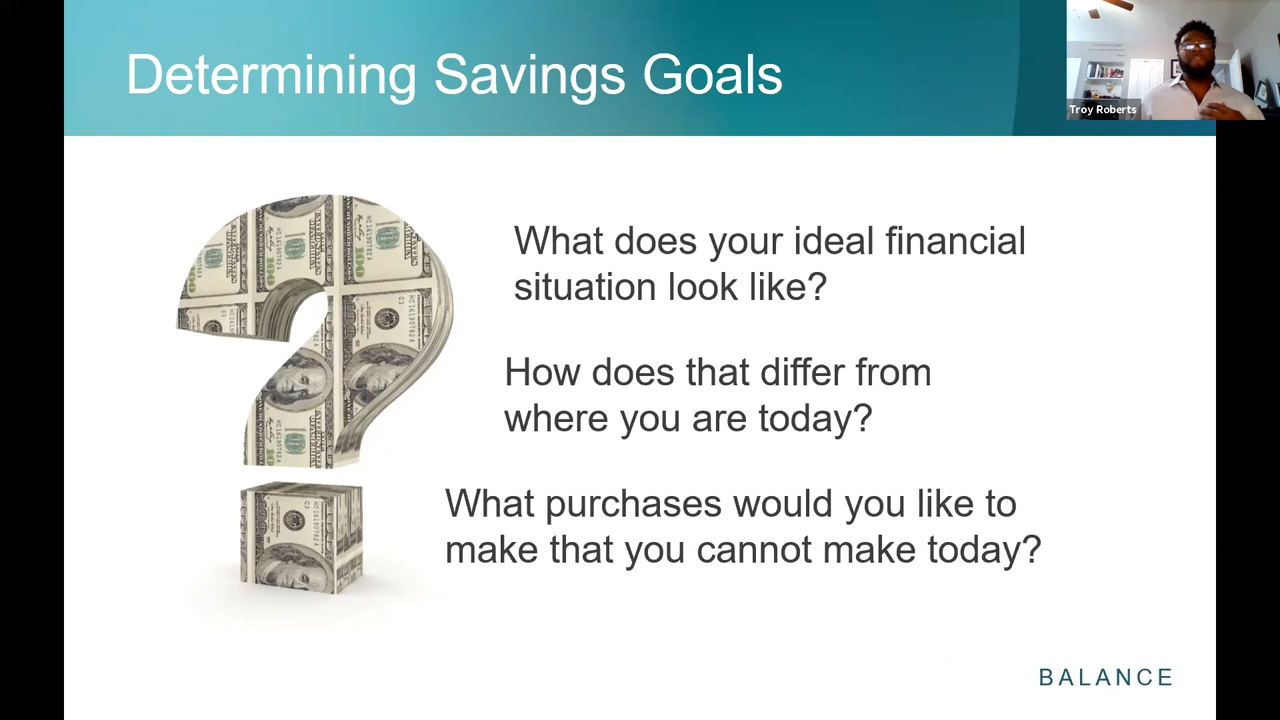 Determining Savings Goals
Troy Roberts
What does your ideal financial
situation look like?
How does that differ from
where you are today?
What purchases would you like to
make that you cannot make today?
BALANCE